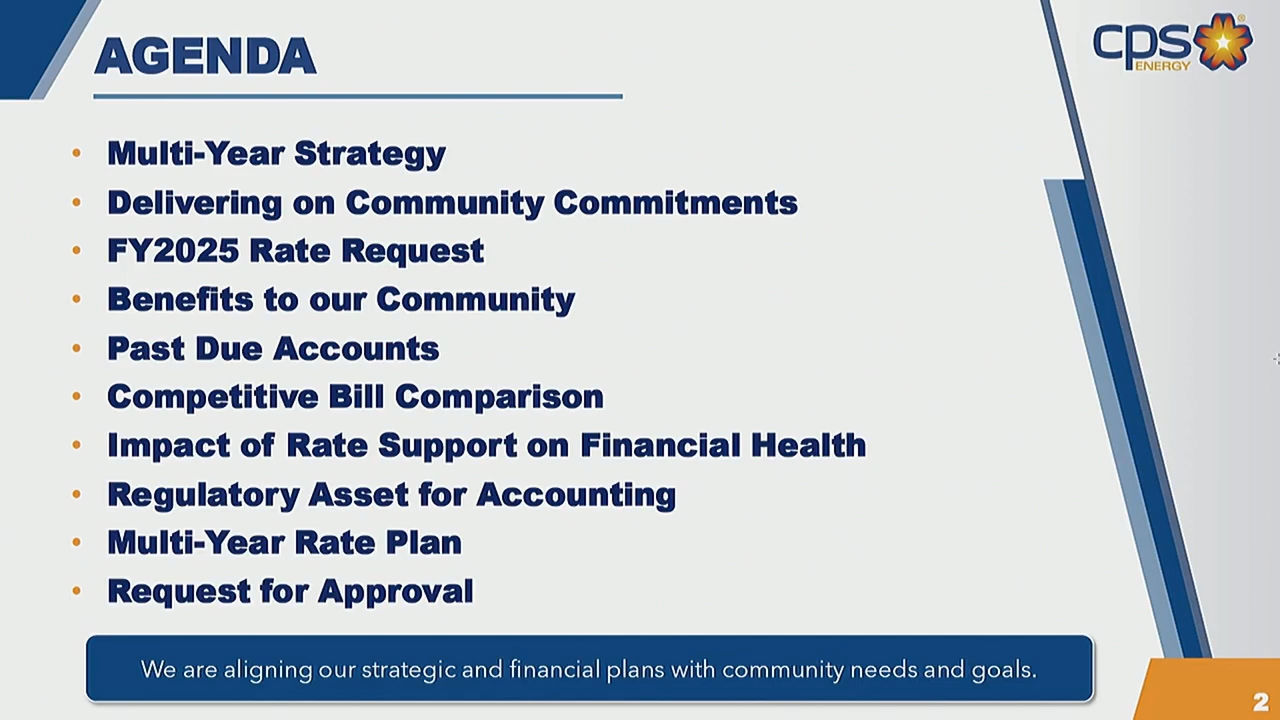 AGENDA
cps
ENERGY
®
• Multi-Year Strategy
• Delivering on Community Commitments
• FY2025 Rate Request
• Benefits to our Community
• Past Due Accounts
• Competitive Bill Comparison
• Impact of Rate Support on Financial Health
• Regulatory Asset for Accounting
• Multi-Year Rate Plan
• Request for Approval
We are aligning our strategic and financial plans with community needs and goals.
2